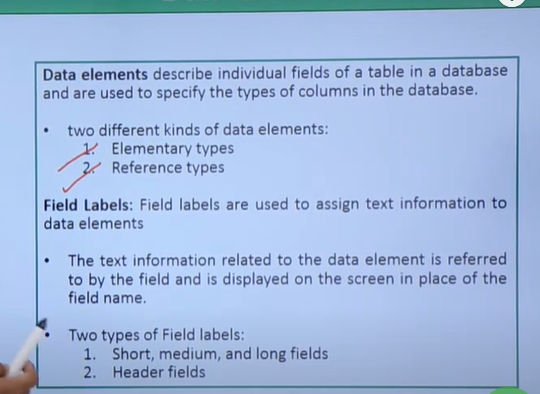 Data elements describe individual fields of a table in a database
and are used to specify the types of columns in the database.
• two different kinds of data elements:
1. Elementary types
2. Reference types
Field Labels: Field labels are used to assign text information to
data elements
• The text information related to the data element is referred
to by the field and is displayed on the screen in place of the
field name.
• Two types of Field labels:
1. Short, medium, and long fields
2. Header fields